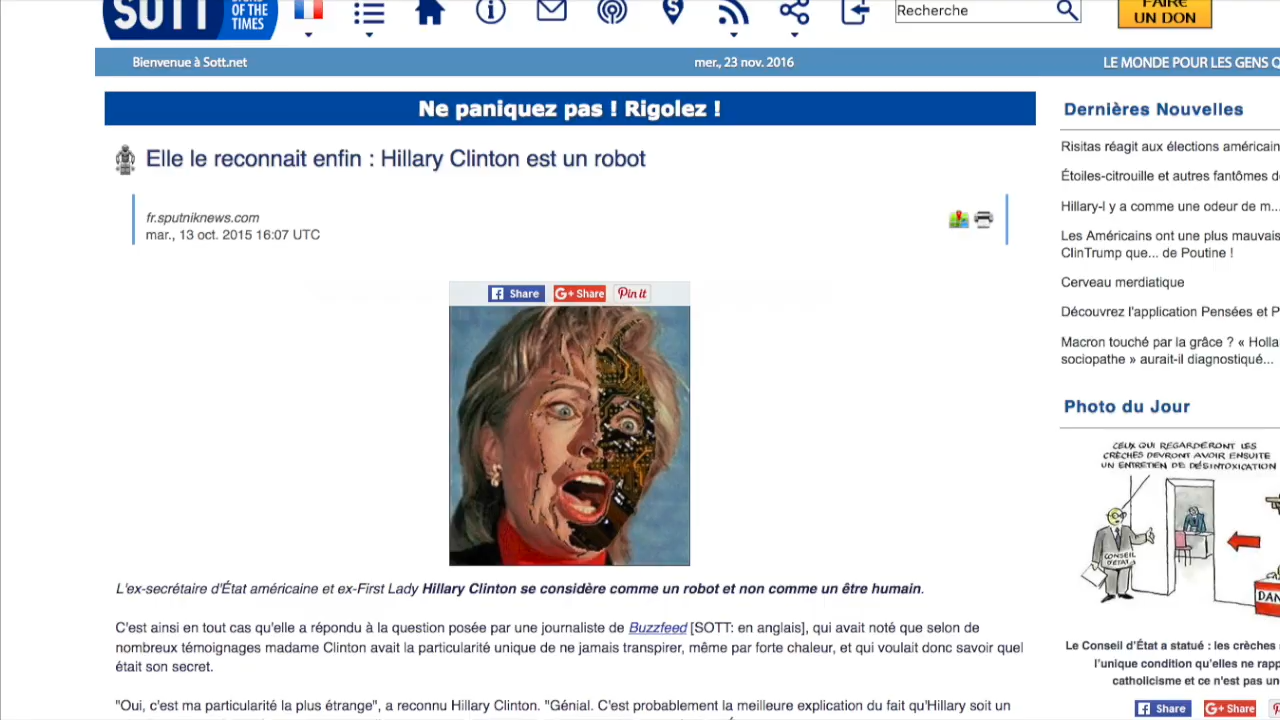 SOTT
OF THE
TIMES
Recherche
FAIRE
UN DON
Bienvenue à Sott.net
mer., 23 nov. 2016
LE MONDE POUR LES GENS Q
Ne paniquez pas ! Rigolez !
Elle le reconnait enfin : Hillary Clinton est un robot
fr.sputniknews.com
mar., 13 oct. 2015 16:07 UTC
Share
G+ Share
Pin it
L'ex-secrétaire d'État américaine et ex-First Lady Hillary Clinton se considère comme un robot et non comme un être humain.
C'est ainsi en tout cas qu'elle a répondu à la question posée par une journaliste de Buzzfeed [SOTT: en anglais], qui avait noté que selon de
nombreux témoignages madame Clinton avait la particularité unique de ne jamais transpirer, même par forte chaleur, et qui voulait donc savoir quel
était son secret.
"Oui, c'est ma particularité la plus étrange", a reconnu Hillary Clinton. "Génial. C'est probablement la meilleure explication du fait qu'Hillary soit un
Dernières Nouvelles
Risitas réagit aux élections américain
Étoiles-citrouille et autres fantômes d
Hillary-l y a comme une odeur de m...
Les Américains ont une plus mauvais
ClinTrump que... de Poutine !
Cerveau merdiatique
Découvrez l'application Pensées et P
Macron touché par la grâce ? « Holla
sociopathe » aurait-il diagnostiqué...
Photo du Jour
CEUX QUI REGARDERONT LES
CRÈCHES DEVRONT AVOIR ENSUITE
UN ENTRETIEN DE DÉSINTOXICATION
CONSEIL
D'ETAT
DAN
Le Conseil d'État a statué : les crèches
l'unique condition qu'elles ne rapp
catholicisme et ce n'est pas un
Share
G+ Share